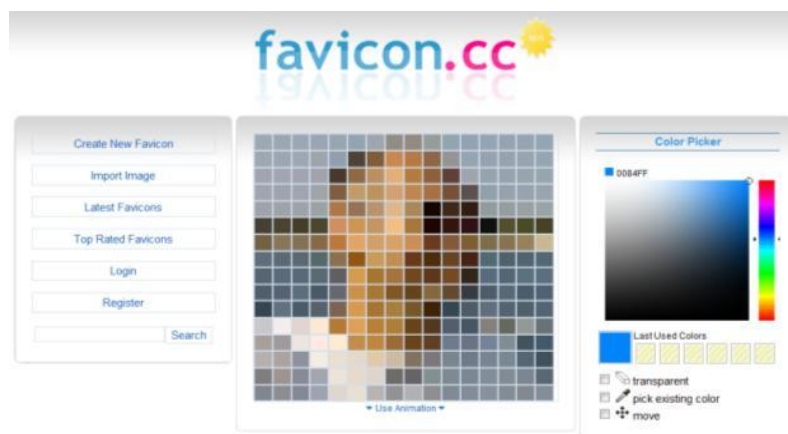 favicon.cc
Create New Favicon
Import Image
Latest Favicons
Top Rated Favicons
Login
Register
Search
Use Animation
Color Picker
0084FF
Last Used Colors
transparent
pick existing color
move